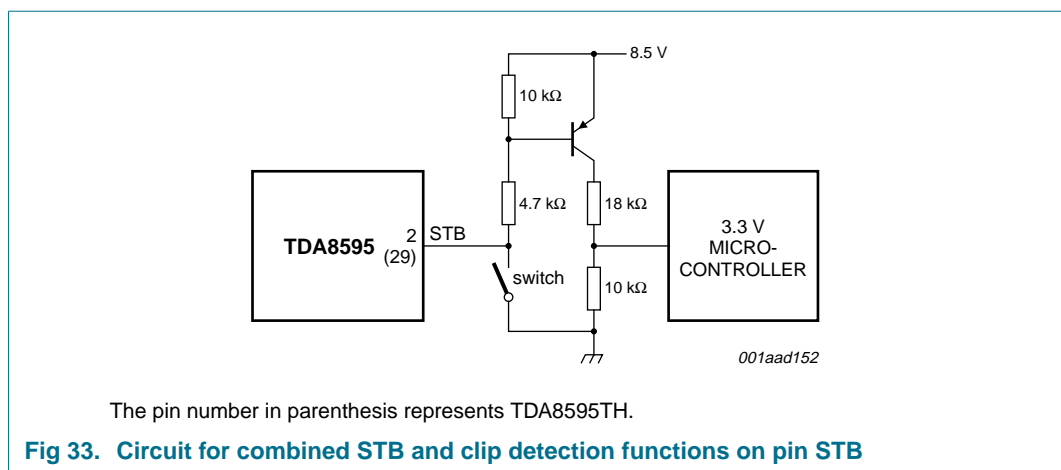 8.5 V
10 kΩ
4.7 kΩ
18 kΩ
TDA8595
2
(29)
STB
switch
10 kΩ
3.3 V
MICRO-
CONTROLLER
001aad152
The pin number in parenthesis represents TDA8595TH.
Fig 33. Circuit for combined STB and clip detection functions on pin STB